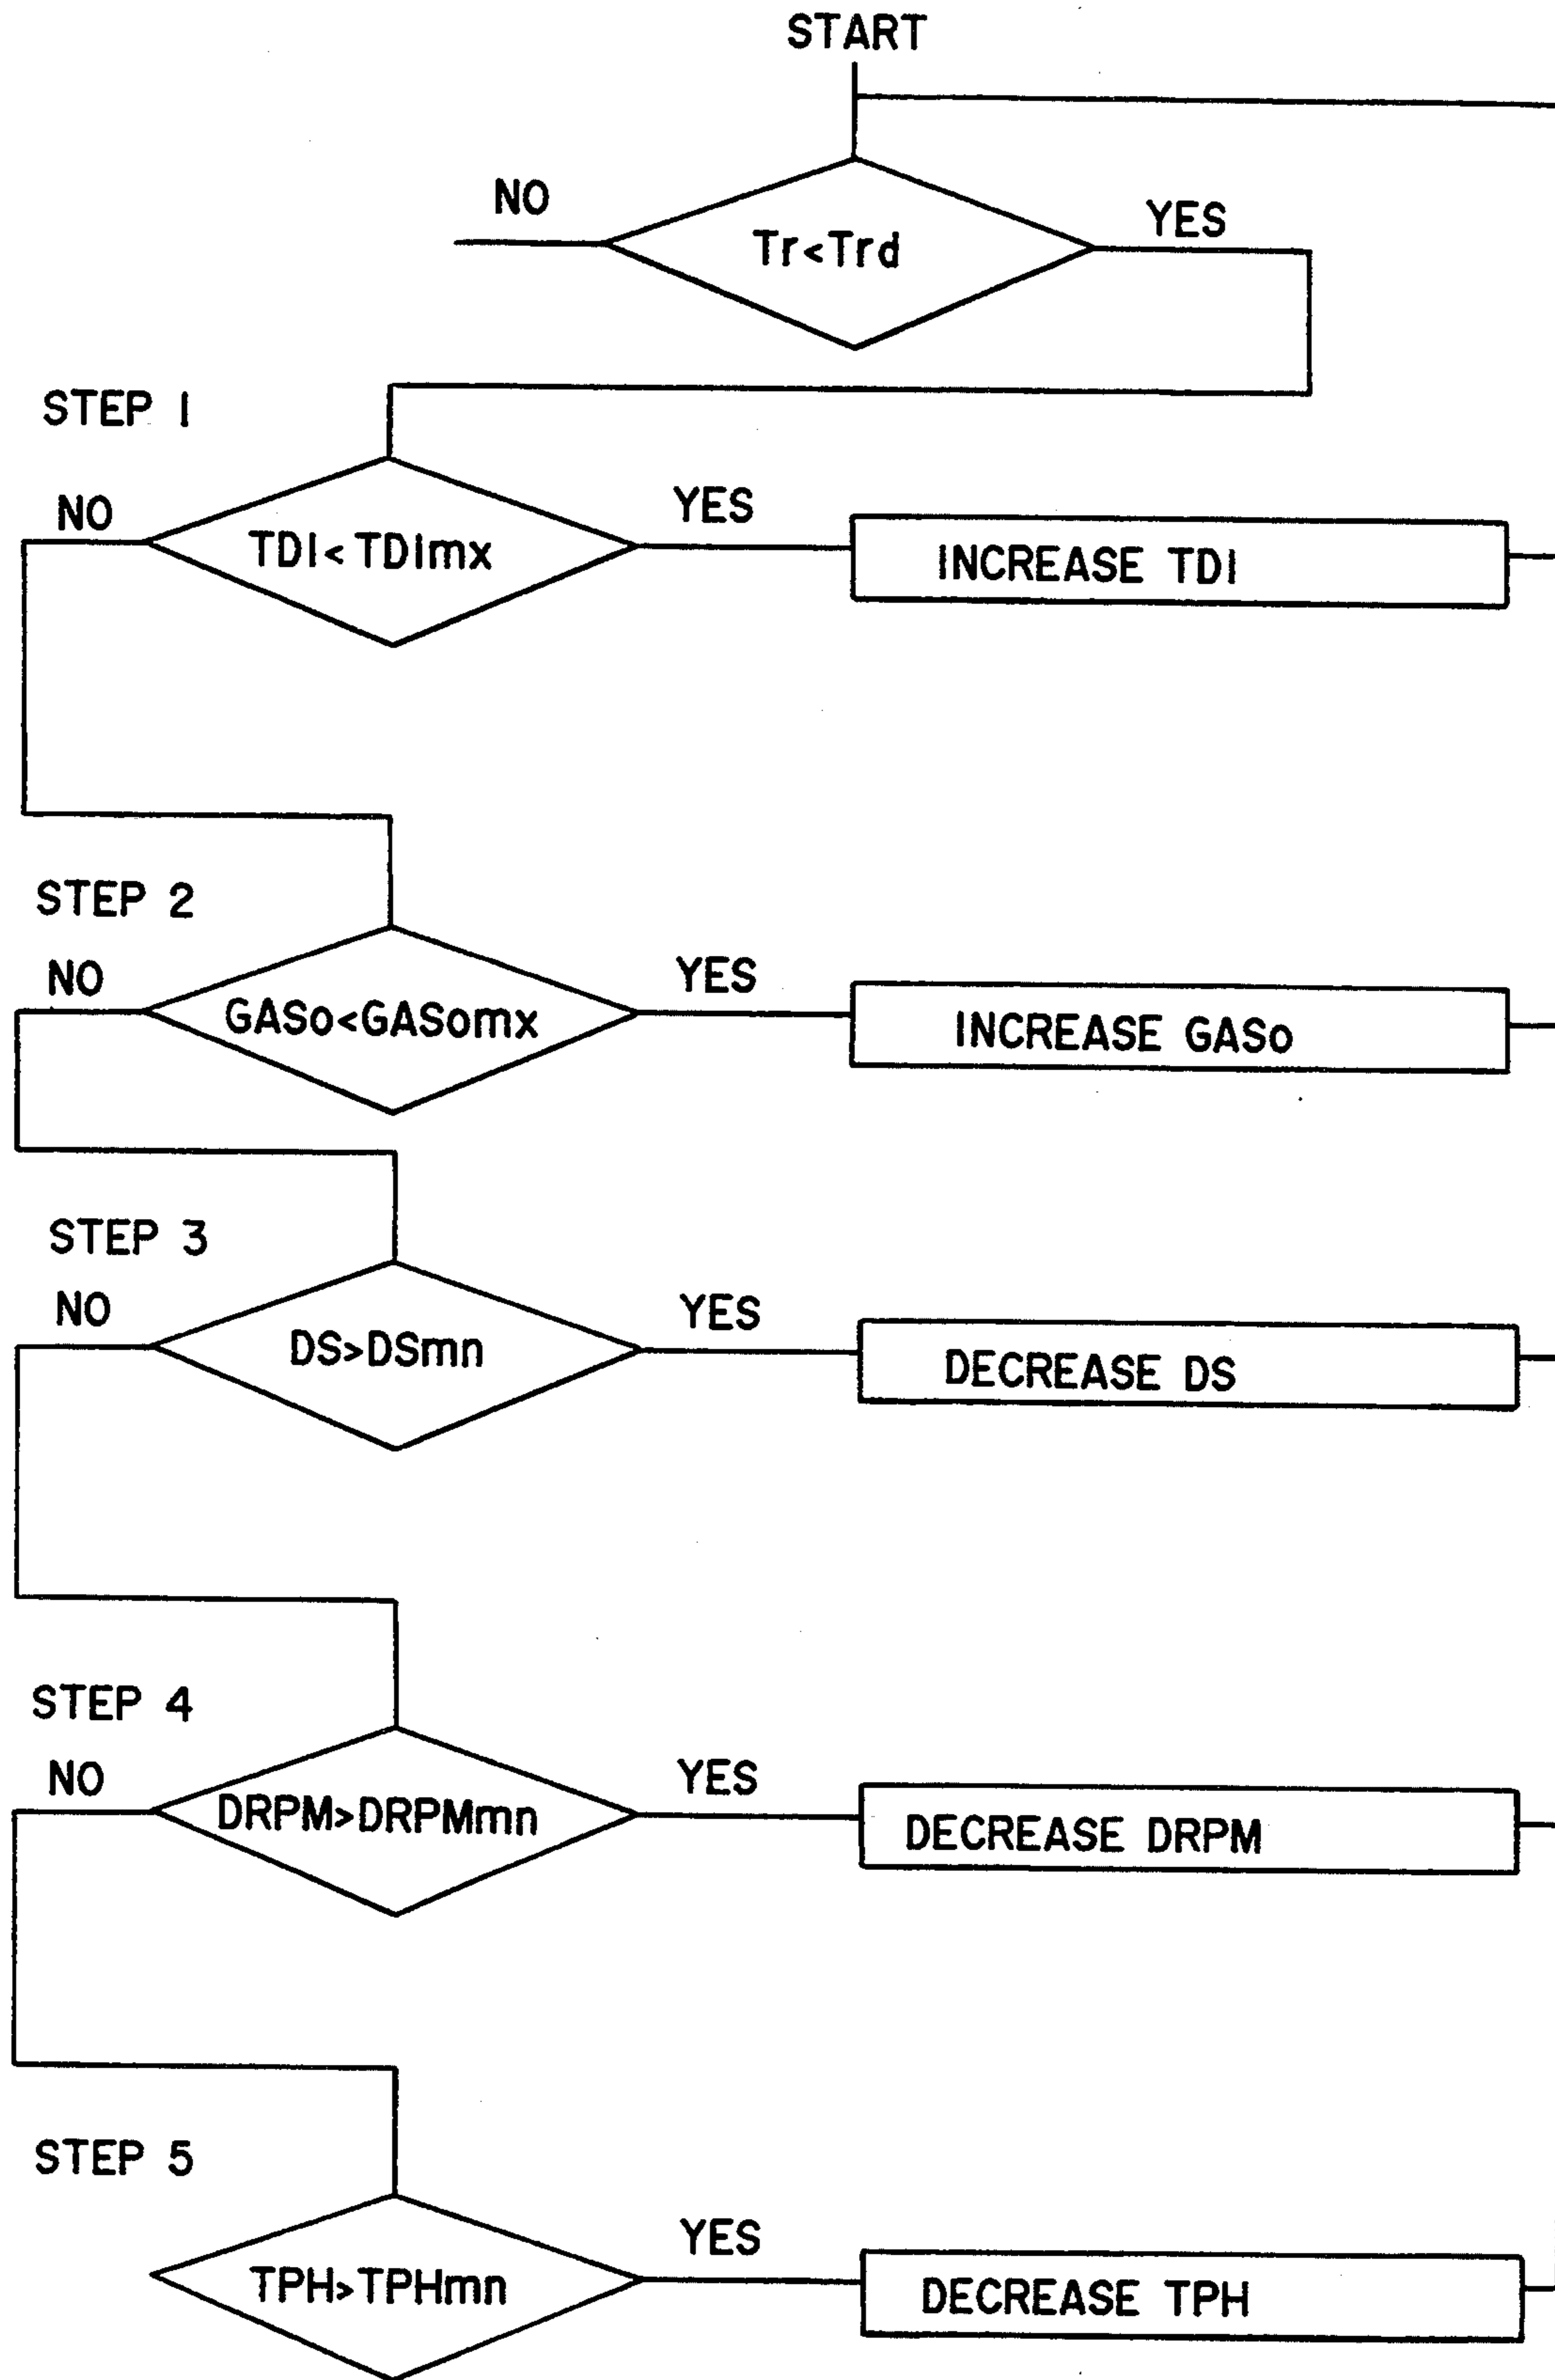 START
NO
YES
Tr<Trd
STEP 1
NO
YES
TDI<TDImx
INCREASE TDI
STEP 2
NO
YES
GASo<GASomx
INCREASE GASo
STEP 3
NO
YES
DS>DSmn
DECREASE DS
STEP 4
NO
YES
DRPM>DRPMmn
DECREASE DRPM
STEP 5
YES
TPH>TPHmn
DECREASE TPH